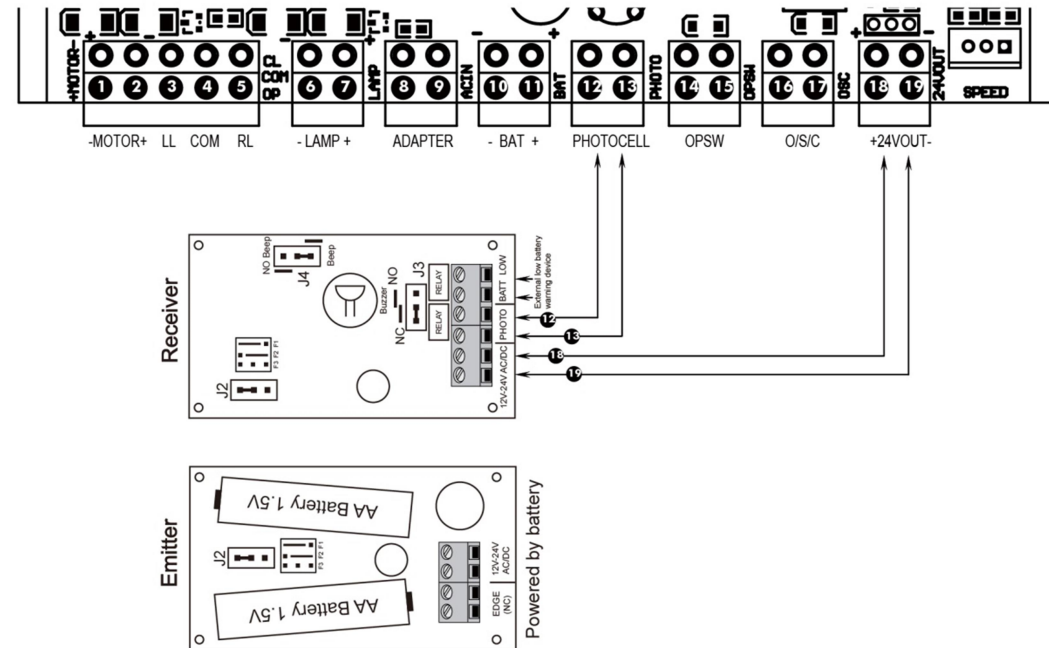 +MOTOR-
+ -
CL
COM
OP
- +
LAMP
ACIN
- +
BAT
PHOTO
OPSW
OSC
+ -
24VOUT
SPEED
1 2 3 4 5 6 7 8 9 10 11 12 13 14 15 16 17 18 19
-MOTOR+ LL COM RL - LAMP + ADAPTER - BAT + PHOTOCELL OPSW O/S/C +24VOUT-
Receiver
NO Beep
Beep
J4
Buzzer
NO
NC
J3
RELAY
RELAY
BATT LOW
PHOTO
12V-24V AC/DC
External low battery
warning device
12
13
18
19
F1
F2
F3
J2
Emitter
AA Battery 1.5V
J2
F1
F2
F3
AA Battery 1.5V
12V-24V
AC/DC
EDGE
(NC)
Powered by battery